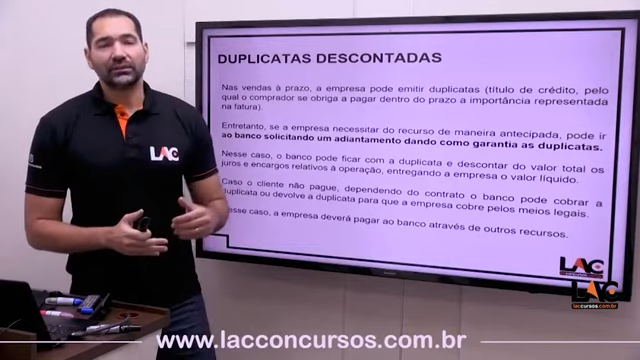 DUPLICATAS DESCONTADAS
Nas vendas à prazo, a empresa pode emitir duplicatas (título de crédito, pelo
qual o comprador se obriga a pagar dentro do prazo a importância representada
na fatura).
Entretanto, se a empresa necessitar do recurso de maneira antecipada, pode ir
ao banco solicitando um adiantamento dando como garantia as duplicatas.
Nesse caso, o banco pode ficar com a duplicata e descontar do valor total os
juros e encargos relativos à operação, entregando a empresa o valor líquido.
Caso o cliente não pague, dependendo do contrato o banco pode cobrar a
duplicata ou devolve a duplicata para que a empresa cobre pelos meios legais.
Nesse caso, a empresa deverá pagar ao banco através de outros recursos.
LAC
LAC
LAC
laccursos.com.br
www.lacconcursos.com.br